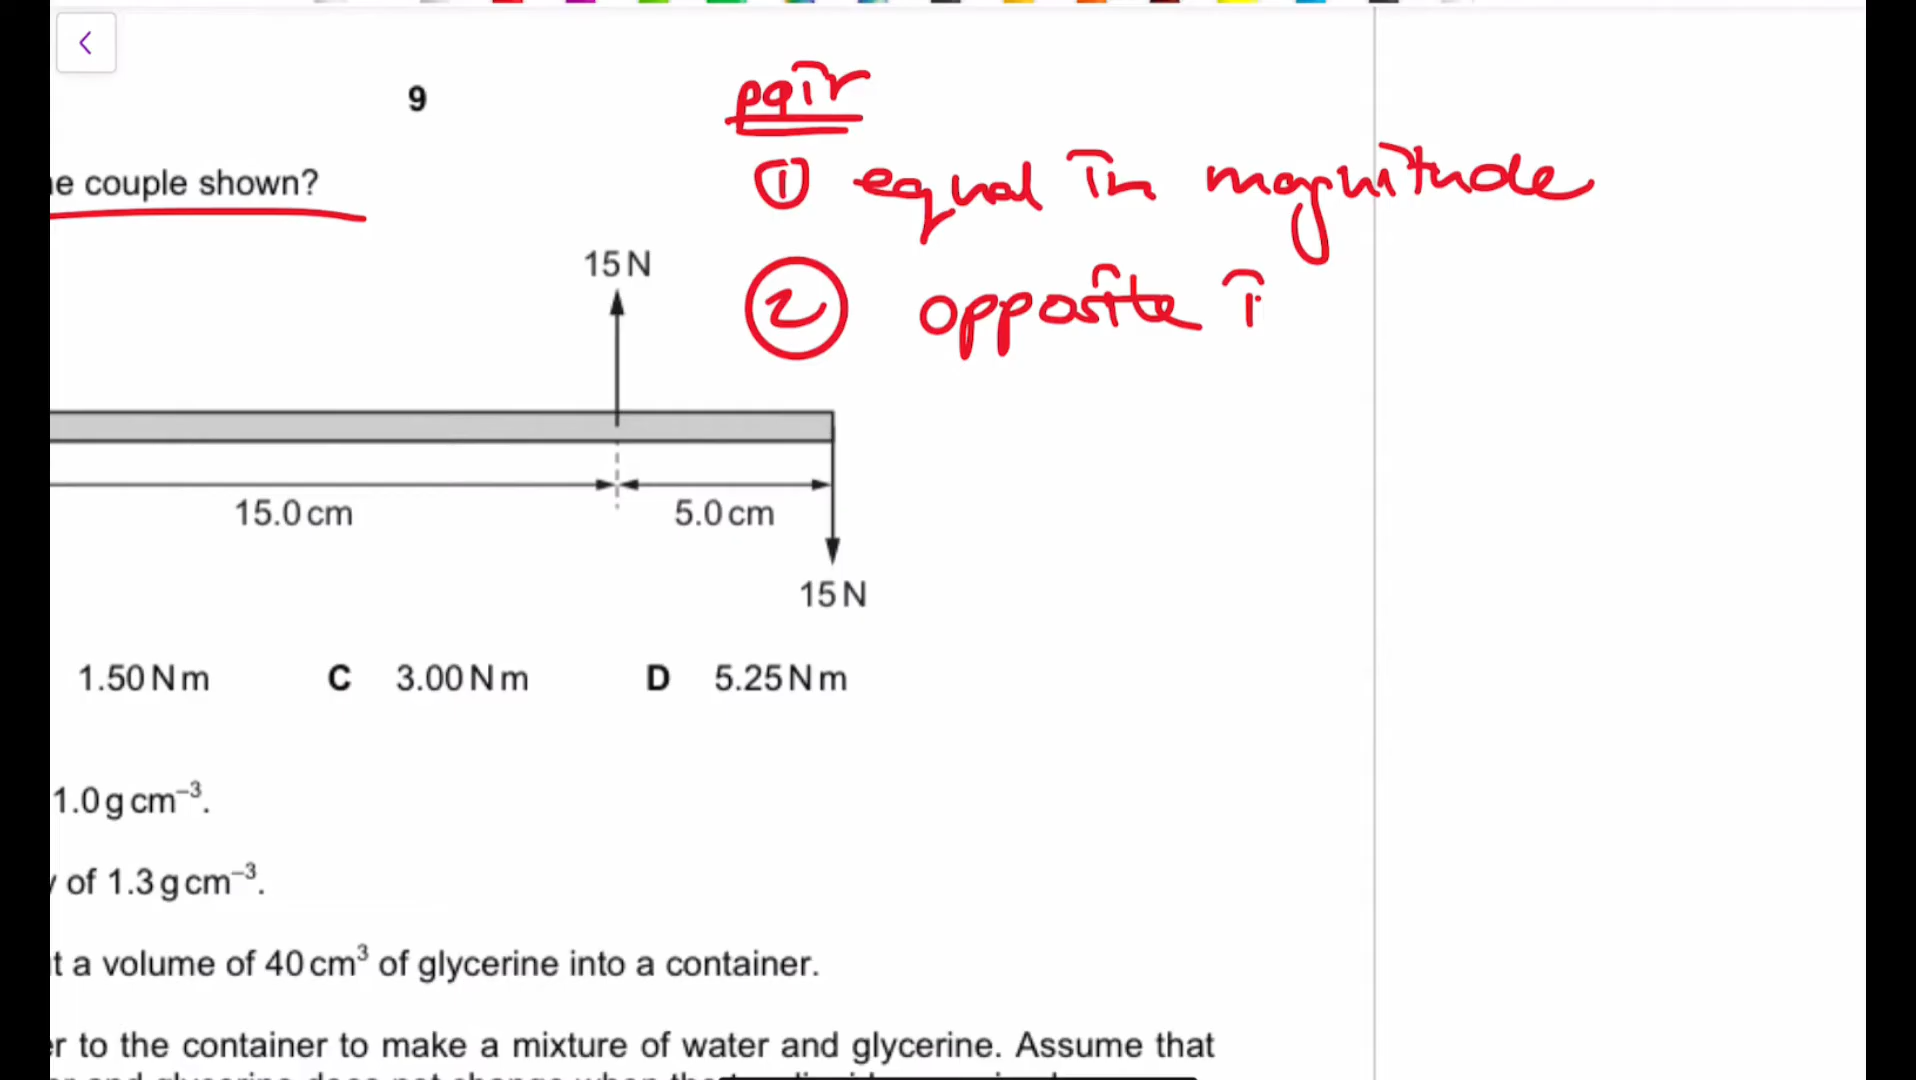 9
pair
① equal in magnitude
e couple shown?
15 N
② opposite i
15.0 cm
5.0 cm
15 N
1.50 N m C 3.00 N m D 5.25 N m
1.0 g cm⁻³.
of 1.3 g cm⁻³.
t a volume of 40 cm³ of glycerine into a container.
r to the container to make a mixture of water and glycerine. Assume that